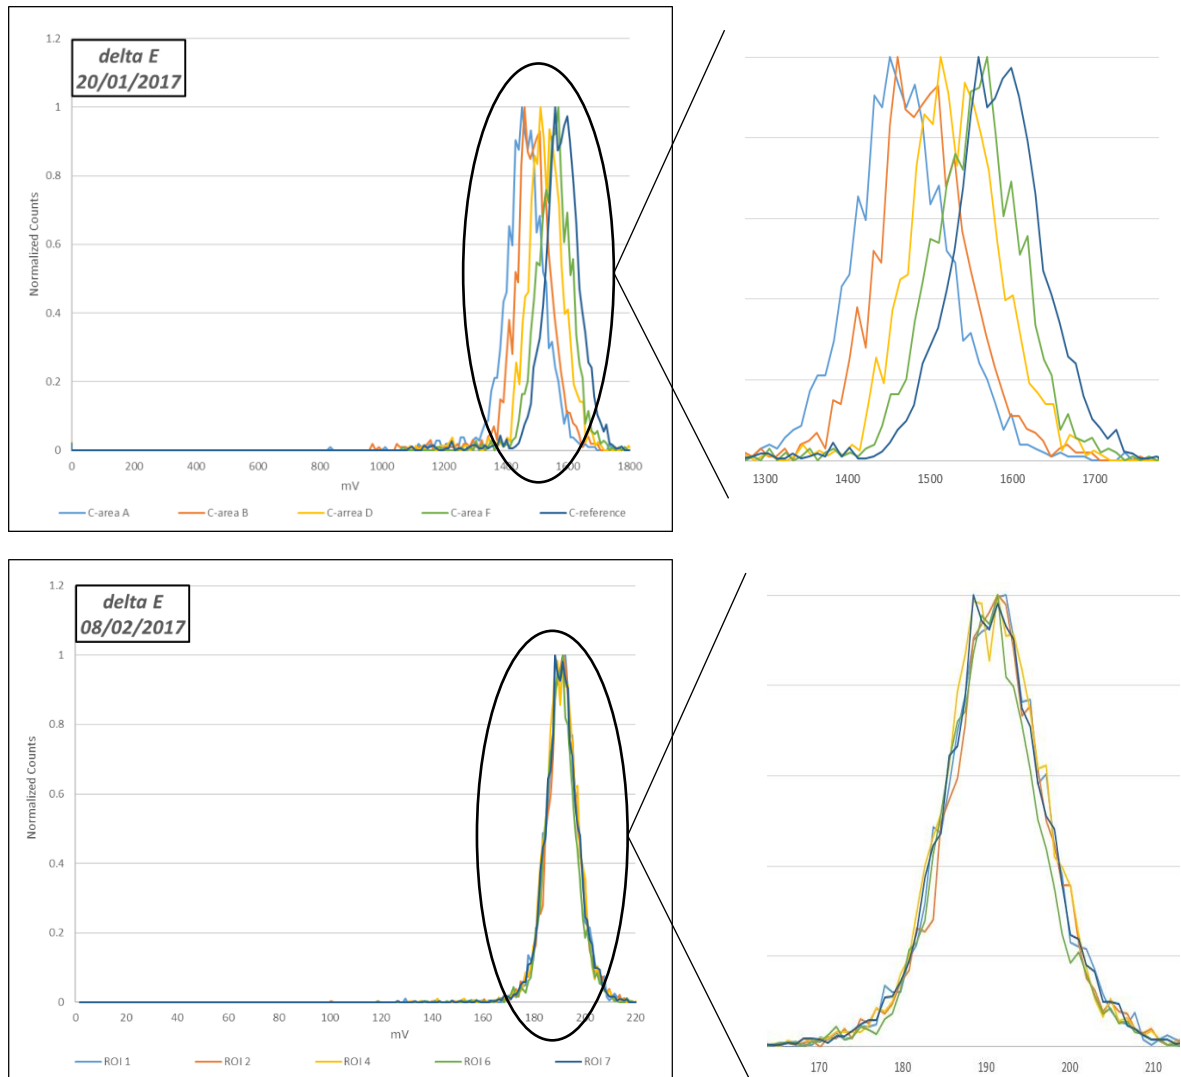 delta E
20/01/2017
1.2
1
0.8
0.6
0.4
0.2
0
Normalized Counts
0 200 400 600 800 1000 1200 1400 1600 1800
mV
C-area A C-area B C-arrea D C-area F C-reference
1300 1400 1500 1600 1700
delta E
08/02/2017
1.2
1
0.8
0.6
0.4
0.2
0
Normalized Counts
0 20 40 60 80 100 120 140 160 180 200 220
mV
ROI 1 ROI 2 ROI 4 ROI 6 ROI 7
170 180 190 200 210